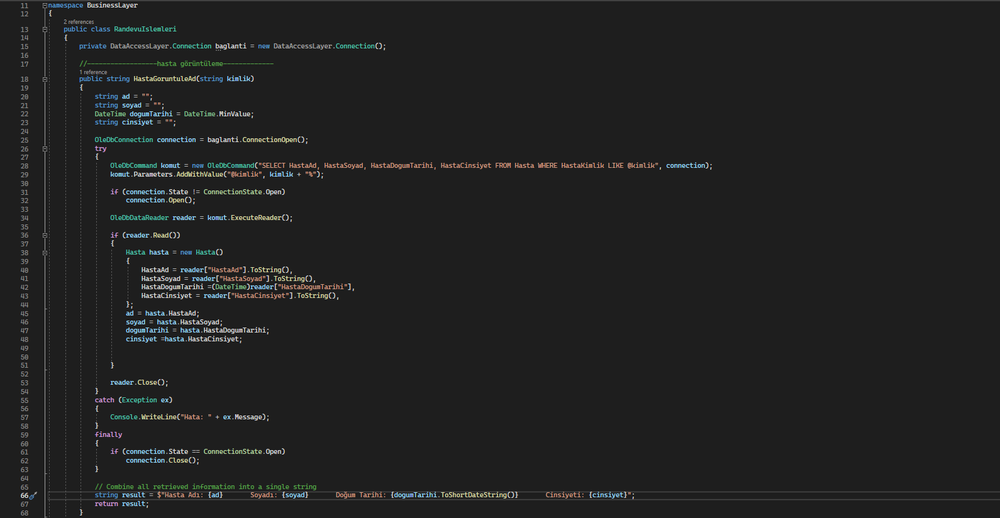 11 namespace BusinessLayer
12 {
2 references
13 public class RandevuIslemleri
14 {
15 private DataAccessLayer.Connection baglanti = new DataAccessLayer.Connection();
16
17 //------------------hasta görüntüleme-------------
1 reference
18 public string HastaGoruntuleAd(string kimlik)
19 {
20 string ad = "";
21 string soyad = "";
22 DateTime dogumTarihi = DateTime.MinValue;
23 string cinsiyet = "";
24
25 OleDbConnection connection = baglanti.ConnectionOpen();
26 try
27 {
28 OleDbCommand komut = new OleDbCommand("SELECT HastaAd, HastaSoyad, HastaDogumTarihi, HastaCinsiyet FROM Hasta WHERE HastaKimlik LIKE @kimlik", connection);
29 komut.Parameters.AddWithValue("@kimlik", kimlik + "%");
30
31 if (connection.State != ConnectionState.Open)
32 connection.Open();
33
34 OleDbDataReader reader = komut.ExecuteReader();
35
36 if (reader.Read())
37 {
38 Hasta hasta = new Hasta()
39 {
40 HastaAd = reader["HastaAd"].ToString(),
41 HastaSoyad = reader["HastaSoyad"].ToString(),
42 HastaDogumTarihi =(DateTime)reader["HastaDogumTarihi"],
43 HastaCinsiyet = reader["HastaCinsiyet"].ToString(),
44 };
45 ad = hasta.HastaAd;
46 soyad = hasta.HastaSoyad;
47 dogumTarihi = hasta.HastaDogumTarihi;
48 cinsiyet =hasta.HastaCinsiyet;
49
50
51 }
52
53 reader.Close();
54 }
55 catch (Exception ex)
56 {
57 Console.WriteLine("Hata: " + ex.Message);
58 }
59 finally
60 {
61 if (connection.State == ConnectionState.Open)
62 connection.Close();
63 }
64
65 // Combine all retrieved information into a single string
66 string result = $"Hasta Adı: {ad}       Soyadı: {soyad}       Doğum Tarihi: {dogumTarihi.ToShortDateString()}       Cinsiyeti: {cinsiyet}";
67 return result;
68 }